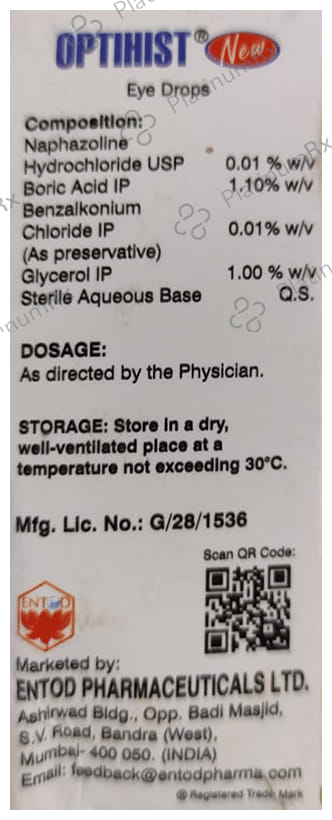 OPTIHIST® New
Eye Drops
Composition:
Naphazoline
Hydrochloride USP 0.01 % w/v
Boric Acid IP 1.10% w/v
Benzalkonium
Chloride IP 0.01% w/v
(As preservative)
Glycerol IP 1.00 % w/v
Sterile Aqueous Base Q.S.
DOSAGE:
As directed by the Physician.
STORAGE: Store in a dry,
well-ventilated place at a
temperature not exceeding 30°C.
Mfg. Lic. No.: G/28/1536
Scan QR Code:
ENTOD
Marketed by:
ENTOD PHARMACEUTICALS LTD.
Ashirwad Bldg., Opp. Badi Masjid,
S.V. Road, Bandra (West),
Mumbai- 400 050. (INDIA)
Email: feedback@entodpharma.com
® Registered Trade Mark